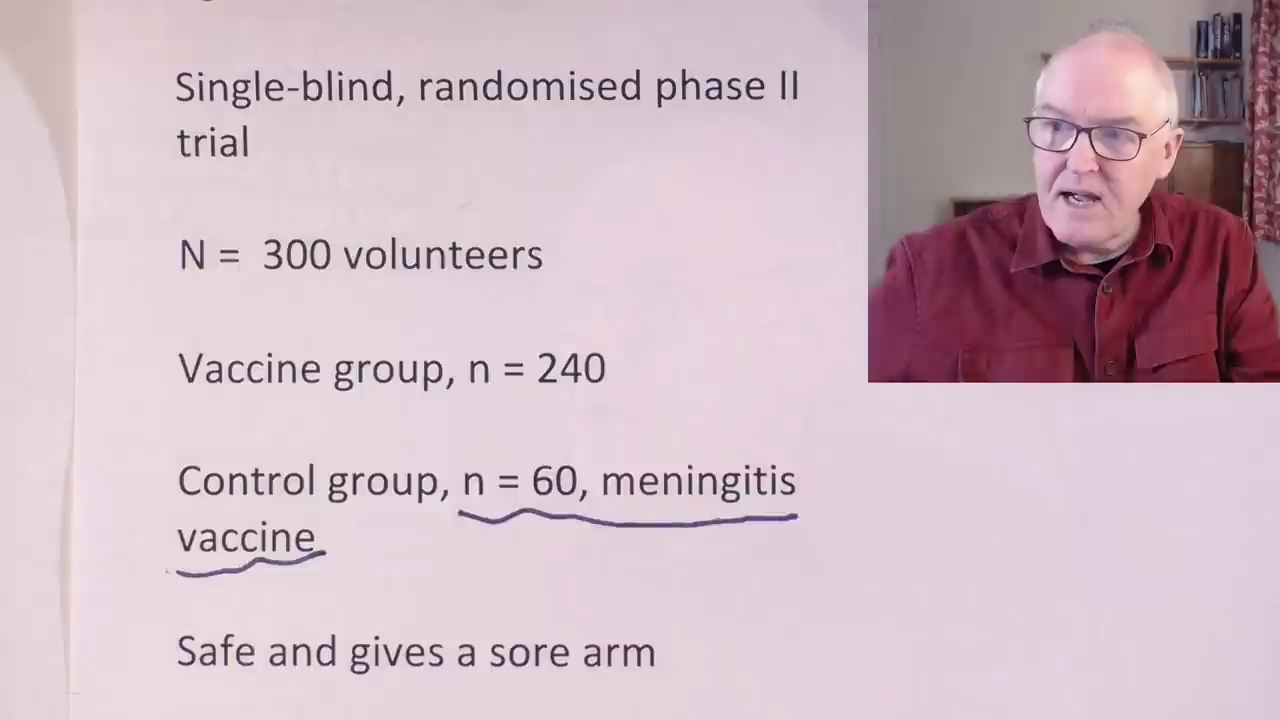 Single-blind, randomised phase II
trial
N = 300 volunteers
Vaccine group, n = 240
Control group, n = 60, meningitis
vaccine
Safe and gives a sore arm